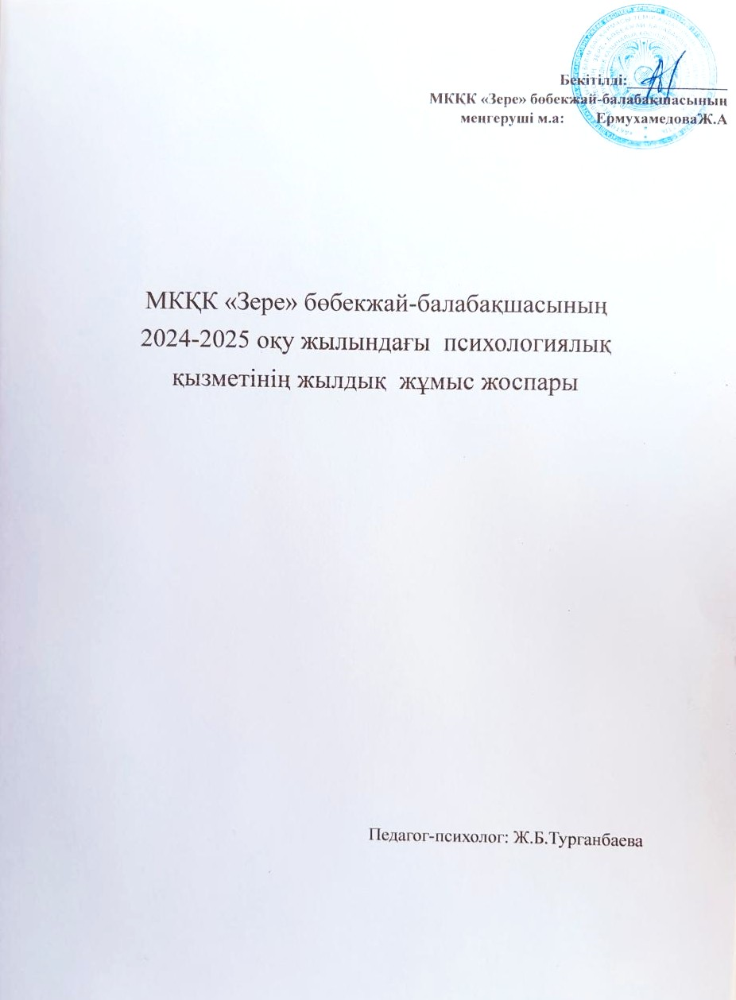 Бекітілді:______________
МКҚК «Зере» бөбекжай-балабақшасының
меңгеруші м.а: ЕрмухамедоваЖ.А
МКҚК «Зере» бөбекжай-балабақшасының
2024-2025 оқу жылындағы психологиялық
қызметінің жылдық жұмыс жоспары
Педагог-психолог: Ж.Б.Турганбаева